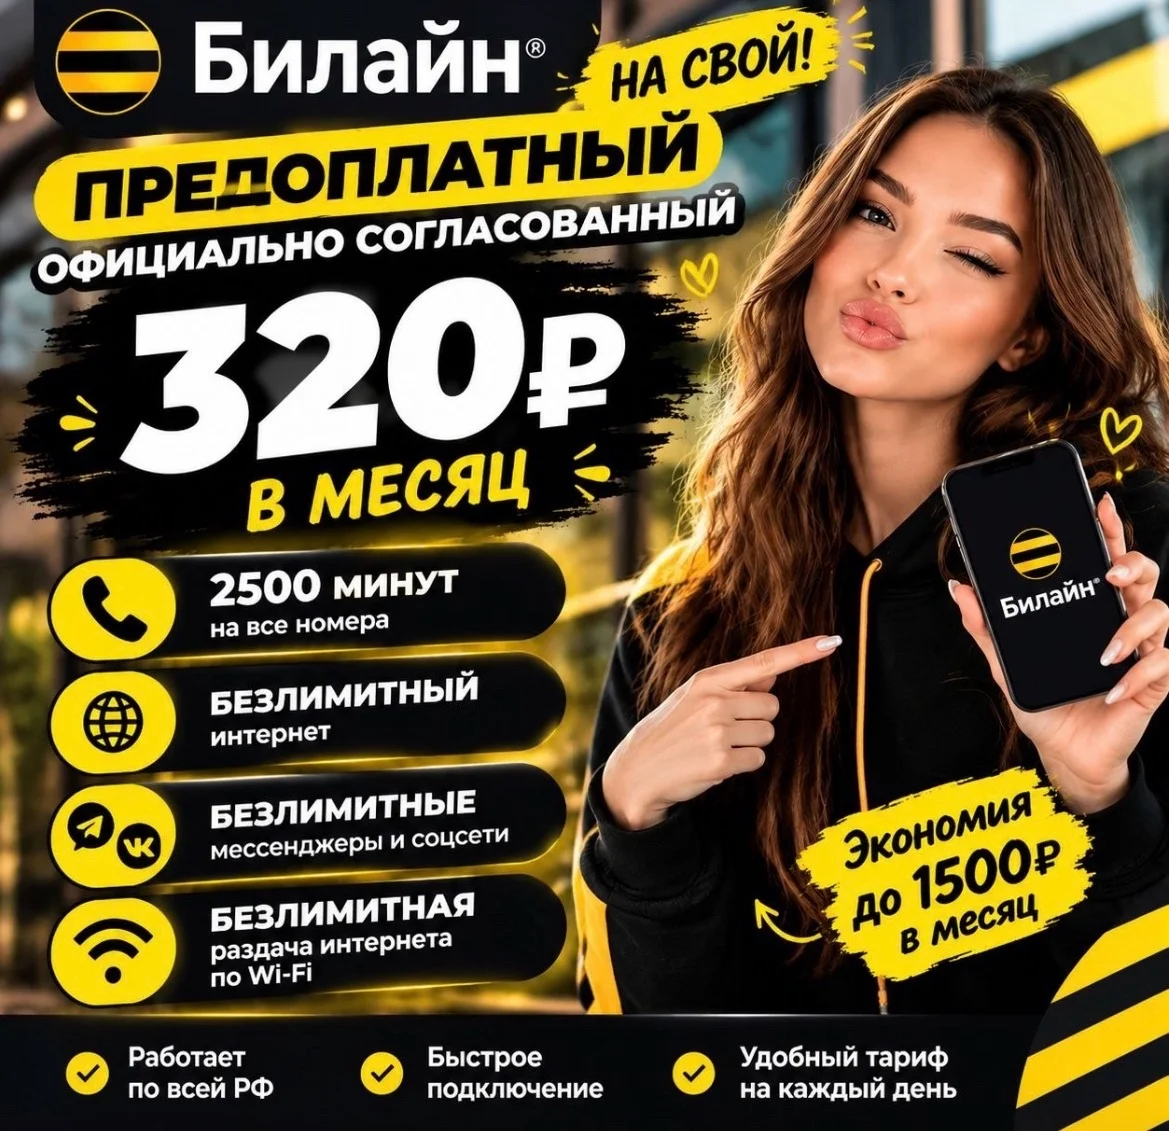 Билайн®
НА СВОЙ!
ПРЕДОПЛАТНЫЙ
ОФИЦИАЛЬНО СОГЛАСОВАННЫЙ
320₽
В МЕСЯЦ
2500 МИНУТ
на все номера
БЕЗЛИМИТНЫЙ
интернет
БЕЗЛИМИТНЫЕ
мессенджеры и соцсети
БЕЗЛИМИТНАЯ
раздача интернета
по Wi-Fi
Билайн®
Экономия
до 1500₽
в месяц
Работает
по всей РФ
Быстрое
подключение
Удобный тариф
на каждый день